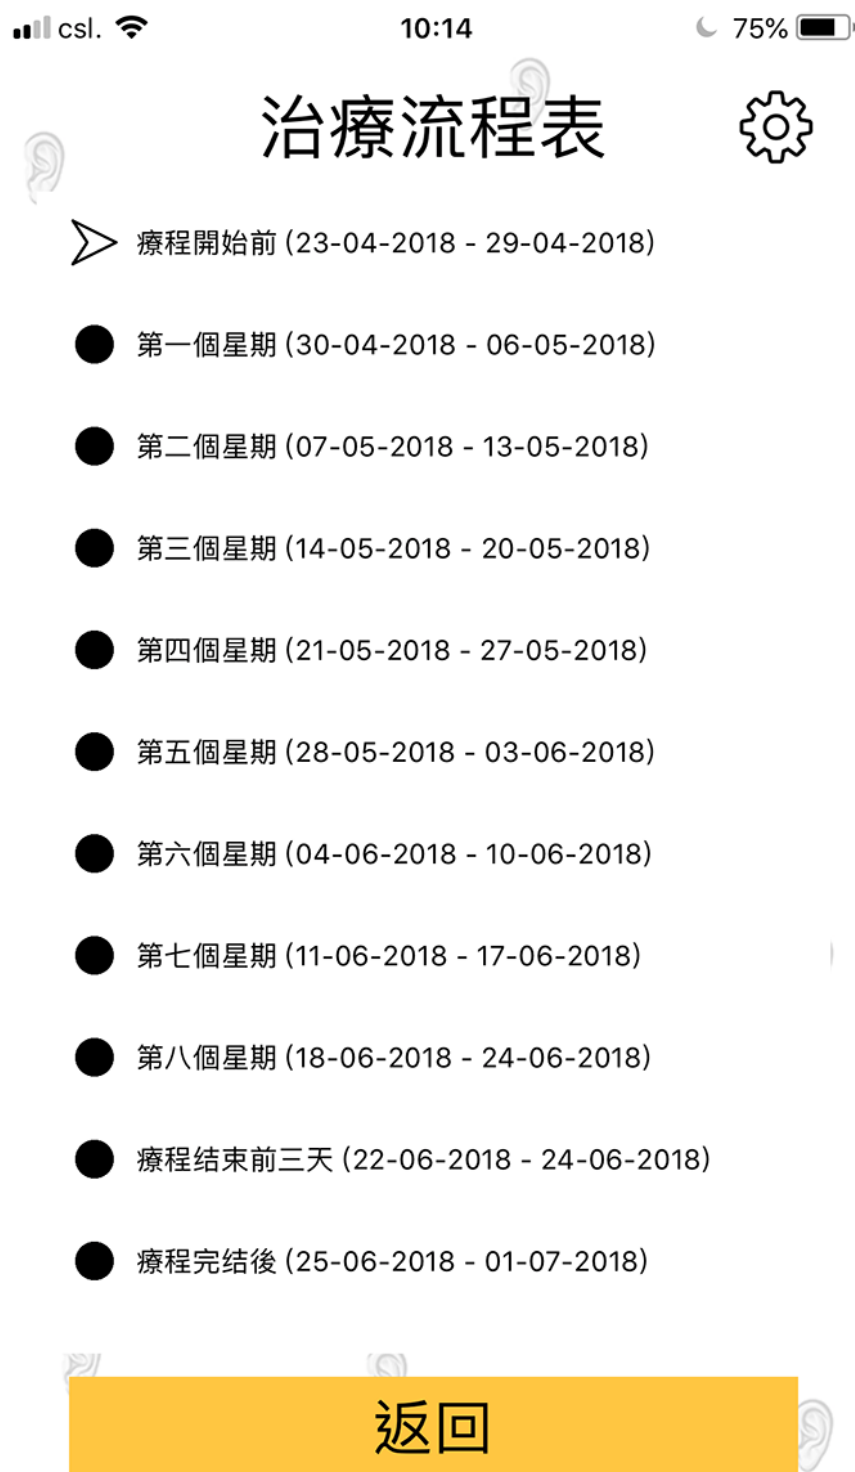 csl. 10:14 75%
治療流程表
療程開始前 (23-04-2018 - 29-04-2018)
第一個星期 (30-04-2018 - 06-05-2018)
第二個星期 (07-05-2018 - 13-05-2018)
第三個星期 (14-05-2018 - 20-05-2018)
第四個星期 (21-05-2018 - 27-05-2018)
第五個星期 (28-05-2018 - 03-06-2018)
第六個星期 (04-06-2018 - 10-06-2018)
第七個星期 (11-06-2018 - 17-06-2018)
第八個星期 (18-06-2018 - 24-06-2018)
療程结束前三天 (22-06-2018 - 24-06-2018)
療程完结後 (25-06-2018 - 01-07-2018)
返回